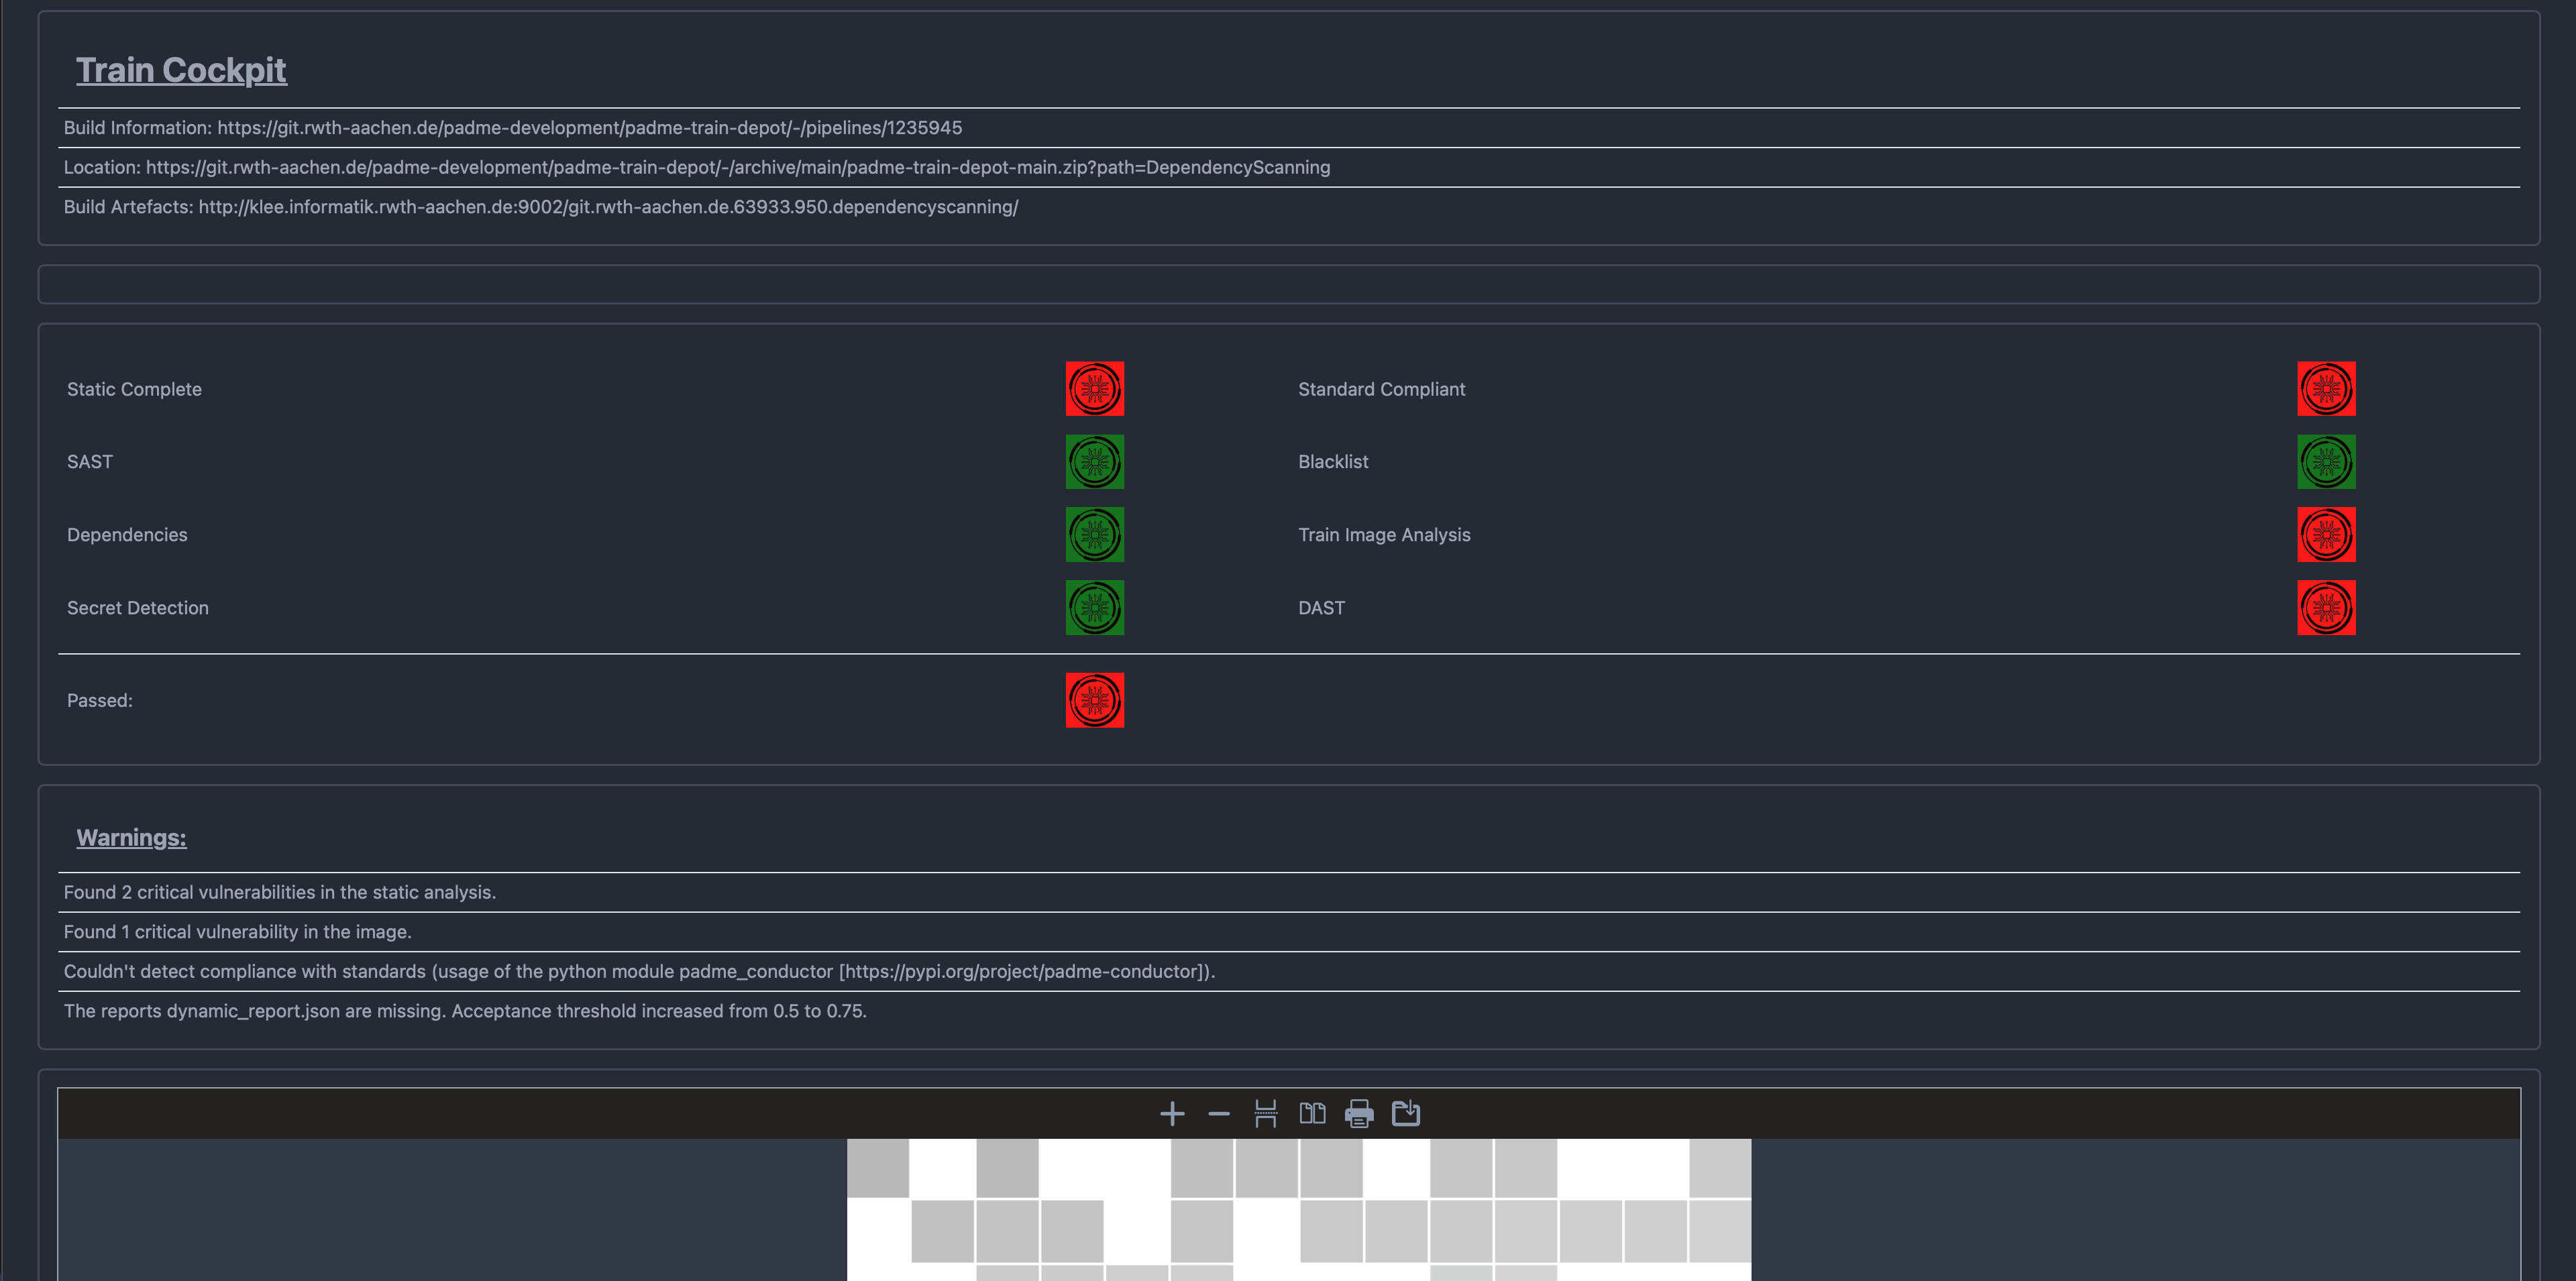 Train Cockpit
Build Information: https://git.rwth-aachen.de/padme-development/padme-train-depot/-/pipelines/1235945
Location: https://git.rwth-aachen.de/padme-development/padme-train-depot/-/archive/main/padme-train-depot-main.zip?path=DependencyScanning
Build Artefacts: http://klee.informatik.rwth-aachen.de:9002/git.rwth-aachen.de.63933.950.dependencyscanning/
Static Complete
Standard Compliant
SAST
Blacklist
Dependencies
Train Image Analysis
Secret Detection
DAST
Passed:
Warnings:
Found 2 critical vulnerabilities in the static analysis.
Found 1 critical vulnerability in the image.
Couldn't detect compliance with standards (usage of the python module padme_conductor [https://pypi.org/project/padme-conductor]).
The reports dynamic_report.json are missing. Acceptance threshold increased from 0.5 to 0.75.